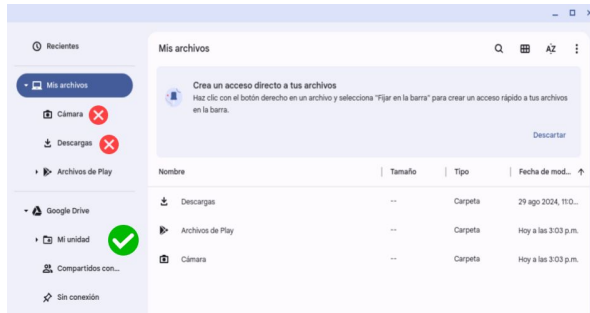 Recientes
Mis archivos
Cámara
Descargas
Archivos de Play
Google Drive
Mi unidad
Compartidos con...
Sin conexión
Mis archivos
AZ
Crea un acceso directo a tus archivos
Haz clic con el botón derecho en un archivo y selecciona "Fijar en la barra" para crear un acceso rápido a tus archivos
en la barra.
Descartar
Nombre Tamaño Tipo Fecha de mod...
Descargas -- Carpeta 29 ago 2024, 11:0...
Archivos de Play -- Carpeta Hoy a las 3:03 p.m.
Cámara -- Carpeta Hoy a las 3:03 p.m.